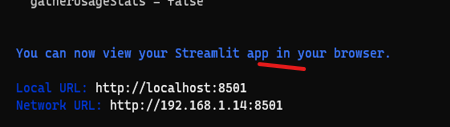 gatherUsageStats = false
You can now view your Streamlit app in your browser.
Local URL: http://localhost:8501
Network URL: http://192.168.1.14:8501